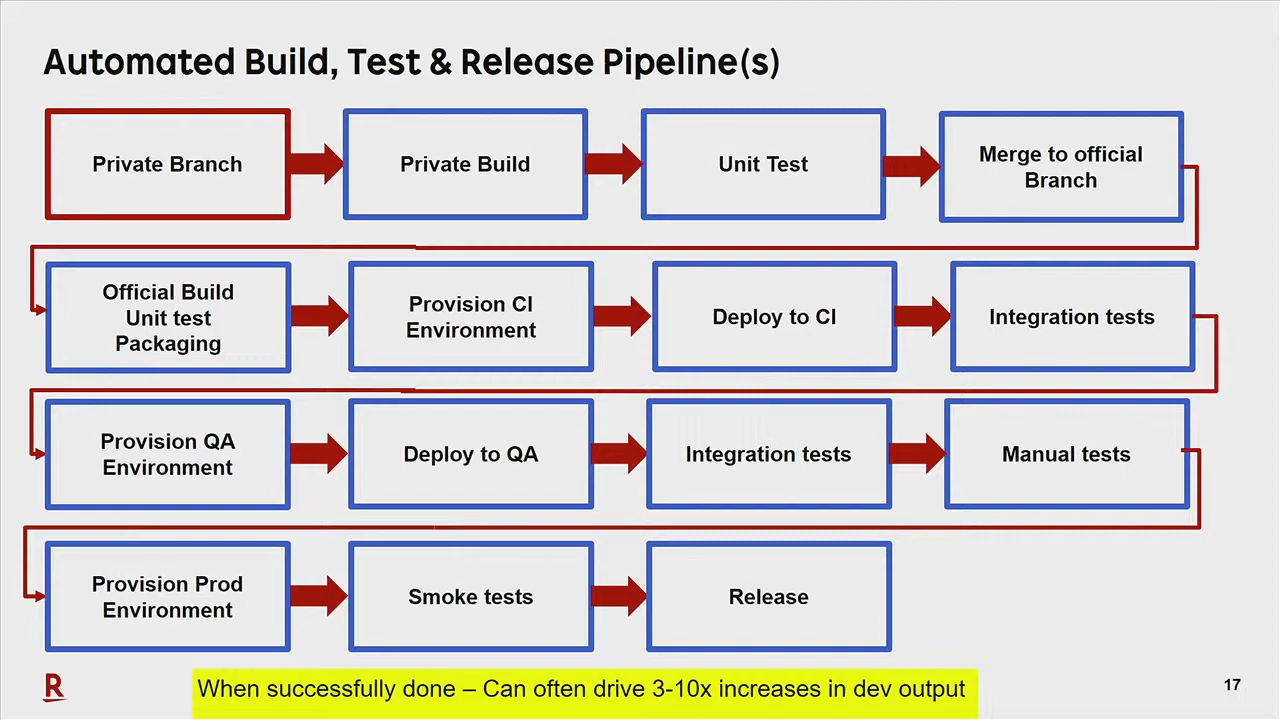 Automated Build, Test & Release Pipeline(s)
Private Branch
Private Build
Unit Test
Merge to official
Branch
Official Build
Unit test
Packaging
Provision CI
Environment
Deploy to CI
Integration tests
Provision QA
Environment
Deploy to QA
Integration tests
Manual tests
Provision Prod
Environment
Smoke tests
Release
R
When successfully done – Can often drive 3-10x increases in dev output
17